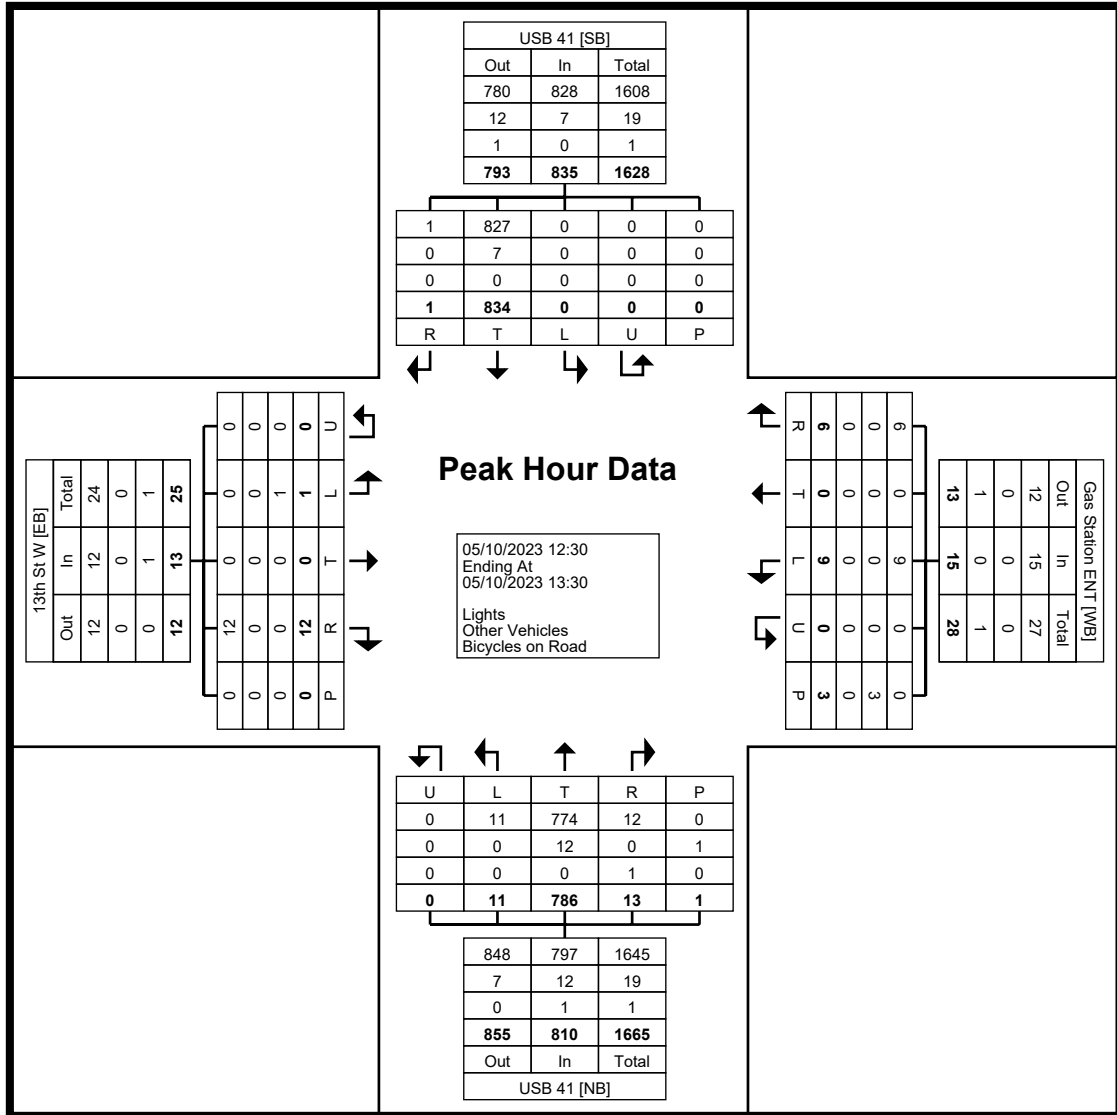 USB 41 [SB]
Out In Total
780 828 1608
12 7 19
1 0 1
793 835 1628
1 827 0 0 0
0 7 0 0 0
0 0 0 0 0
1 834 0 0 0
R T L U P
13th St W [EB]
Total 24 0 1 25
In 12 0 1 13
Out 12 0 0 12
0 0 0 0 U
0 0 1 1 L
0 0 0 0 T
12 0 0 12 R
0 0 0 0 P
Peak Hour Data
05/10/2023 12:30
Ending At
05/10/2023 13:30
Lights
Other Vehicles
Bicycles on Road
R 6 0 0 6
T 0 0 0 0
L 9 0 0 9
U 0 0 0 0
P 3 0 3 0
13 1 0 12 Out
15 0 0 15 In
28 1 0 27 Total
Gas Station ENT [WB]
U L T R P
0 11 774 12 0
0 0 12 0 1
0 0 0 1 0
0 11 786 13 1
848 797 1645
7 12 19
0 1 1
855 810 1665
Out In Total
USB 41 [NB]